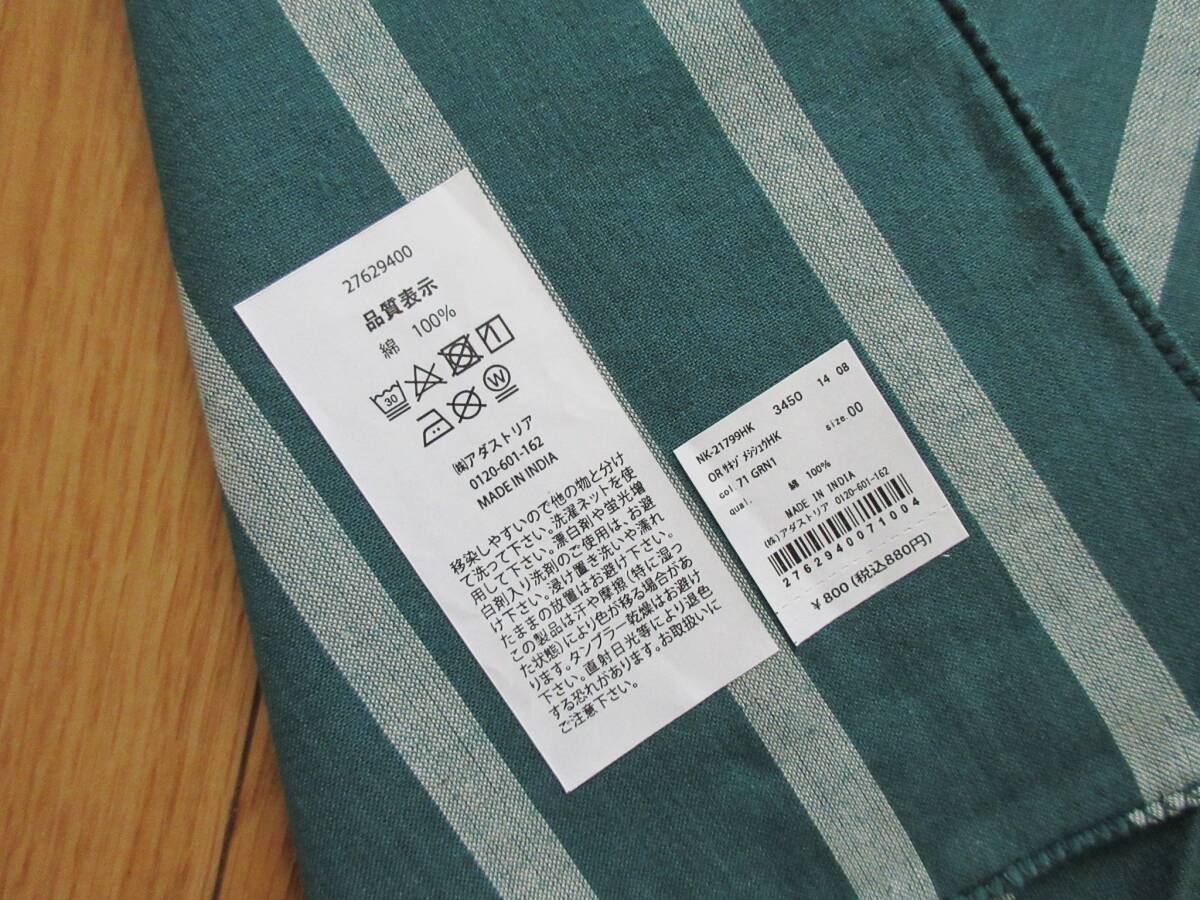 27629400
品質表示
綿 100%
30
W
(株)アダストリア
0120-601-162
MADE IN INDIA
移染しやすいので他の物と分け
て洗って下さい。洗濯ネットを使
用して下さい。漂白剤や蛍光増
白剤入り洗剤のご使用は、お避
け下さい。浸け置き洗いや濡れ
たままの放置はお避け下さい。
この製品は汗や摩擦(特に湿っ
た状態)により色が移る場合があ
ります。タンブラー乾燥はお避け
下さい。直射日光等により退色
する恐れがあります。お取扱いに
ご注意下さい。
NK-21799HK 3450 14 08
OR サキゾ メッシュウHK size.00
col.71 GRN1
qual. 綿 100%
MADE IN INDIA
(株)アダストリア 0120-601-162
2762940071004
¥800(税込880円)